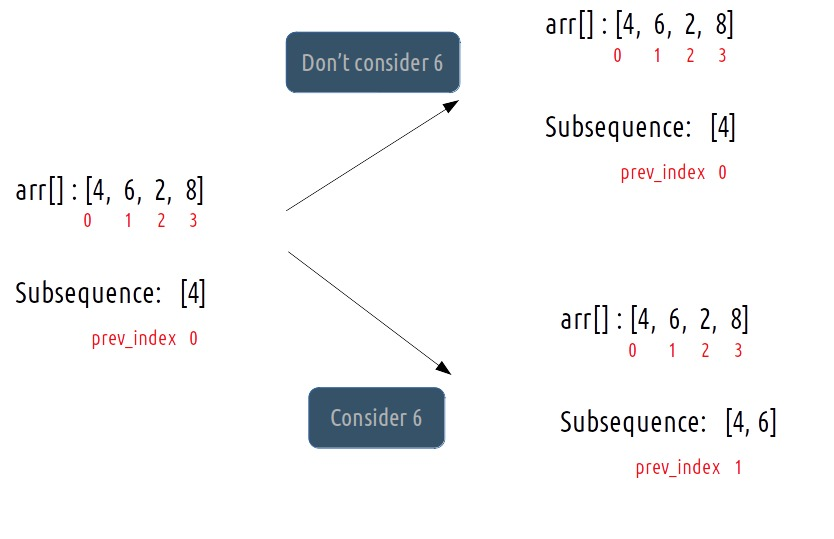 arr[] : [4, 6, 2, 8]
0 1 2 3
Subsequence: [4]
prev_index 0
Don't consider 6
arr[] : [4, 6, 2, 8]
0 1 2 3
Subsequence: [4]
prev_index 0
Consider 6
arr[] : [4, 6, 2, 8]
0 1 2 3
Subsequence: [4, 6]
prev_index 1